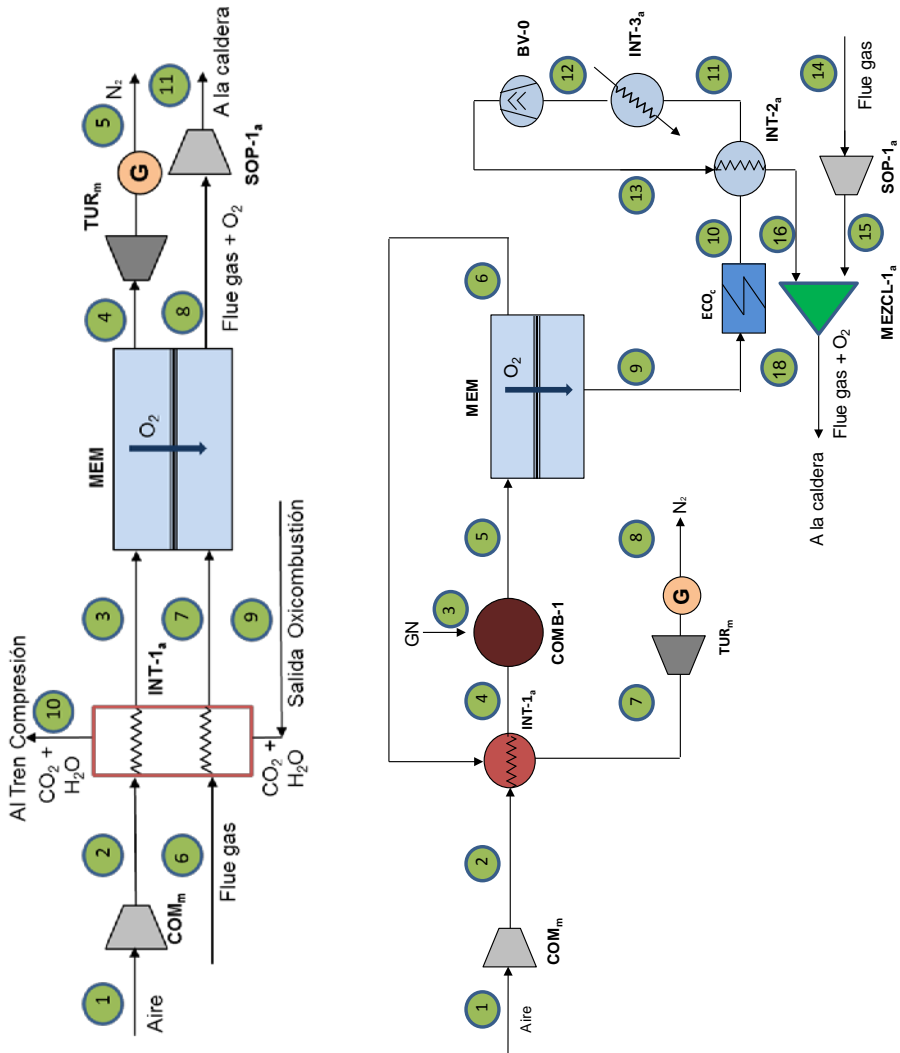 1
Aire
COMₘ
2
6
Flue gas
Al Tren Compresión
10
CO₂ +
H₂O
INT-1ₐ
3
7
9
Salida Oxicombustión
CO₂ +
H₂O
MEM
O₂
4
8
Flue gas + O₂
TURₘ
G
5
N₂
11
A la caldera
SOP-1ₐ
1
Aire
COMₘ
2
INT-1ₐ
4
GN
3
COMB-1
5
MEM
O₂
6
9
7
TURₘ
G
8
N₂
ECO꜀
10
INT-2ₐ
11
INT-3ₐ
12
BV-0
13
16
14
Flue gas
SOP-1ₐ
15
MEZCL-1ₐ
18
Flue gas + O₂
A la caldera